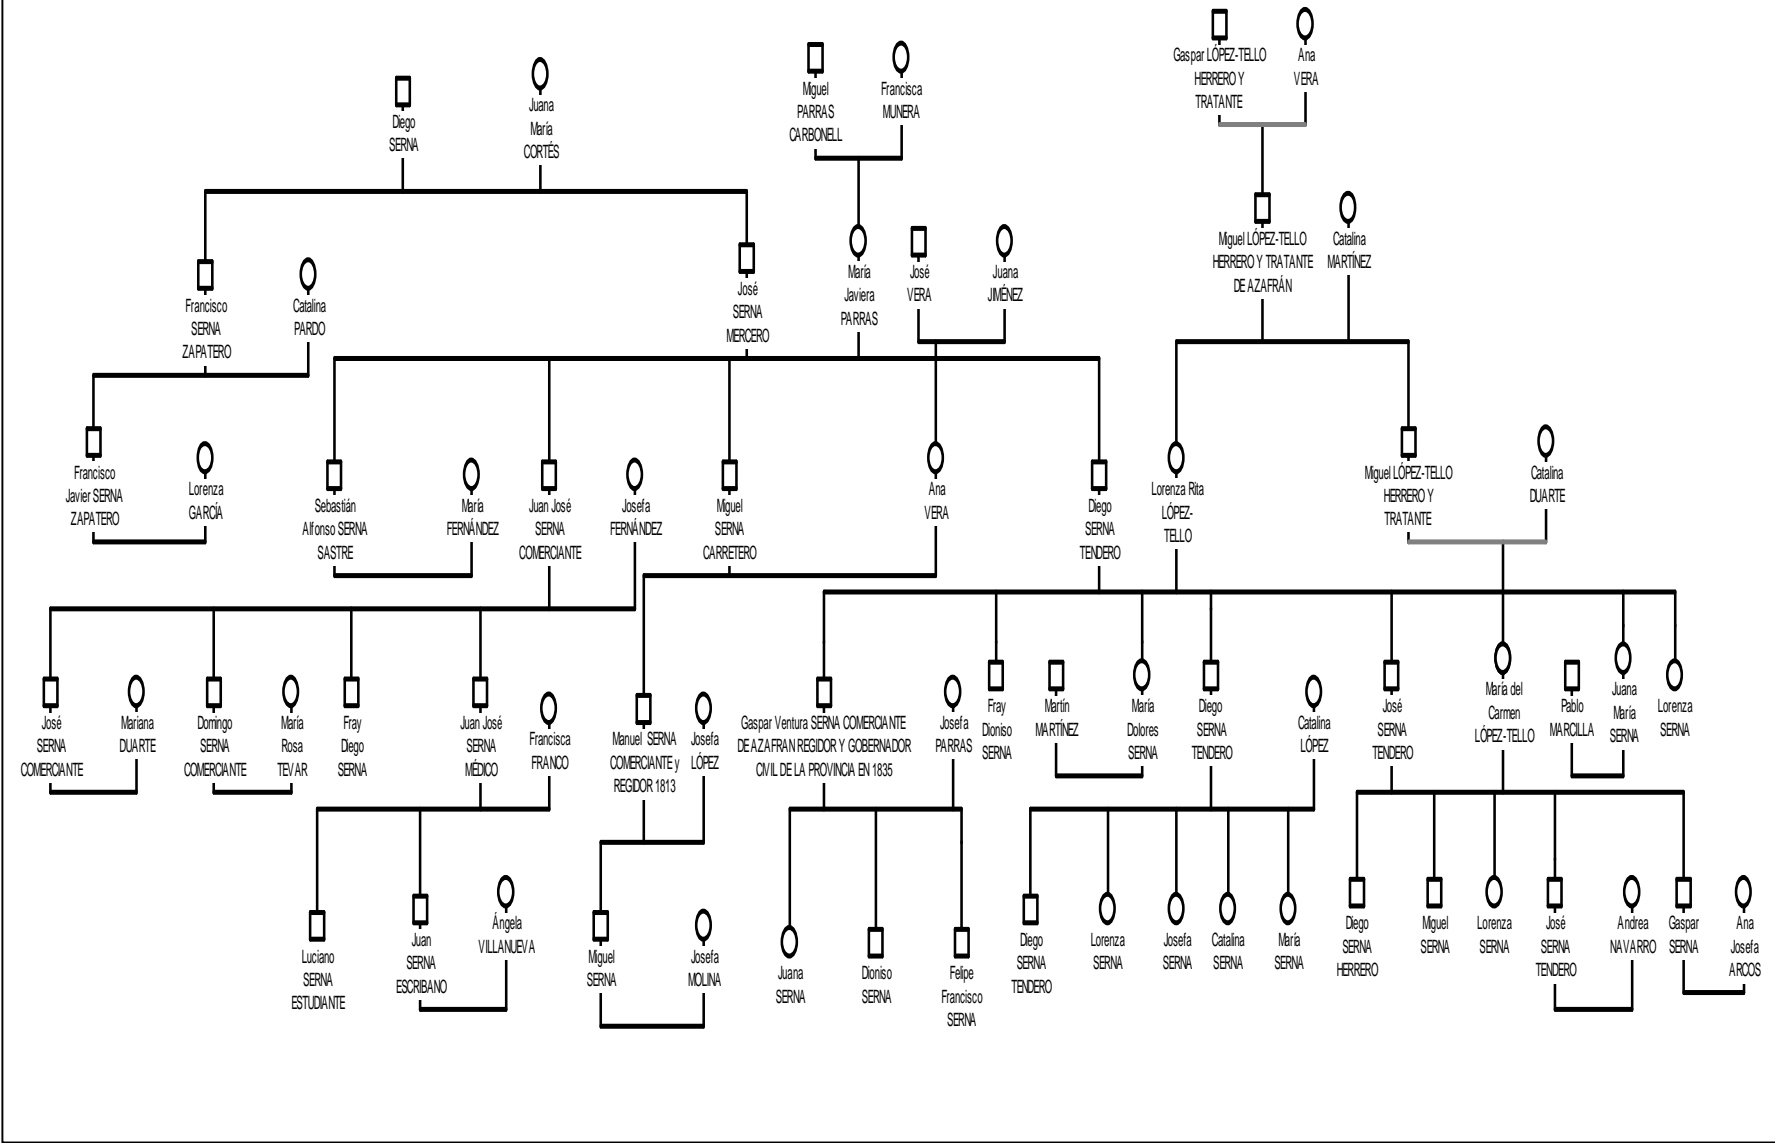 Gaspar LÓPEZ-TELLO
HERRERO Y
TRATANTE
Ana
VERA
Miguel
PARRAS
CARBONELL
Francisca
MUNERA
Diego
SERNA
Juana
María
CORTÉS
Miguel LÓPEZ-TELLO
HERRERO Y TRATANTE
DE AZAFRÁN
Catalina
MARTÍNEZ
Francisco
SERNA
ZAPATERO
Catalina
PARDO
José
SERNA
MERCERO
María
Javiera
PARRAS
José
VERA
Juana
JIMÉNEZ
Francisco
Javier SERNA
ZAPATERO
Lorenza
GARCÍA
Sebastián
Alfonso SERNA
SASTRE
María
FERNÁNDEZ
Juan José
SERNA
COMERCIANTE
Josefa
FERNÁNDEZ
Miguel
SERNA
CARRETERO
Ana
VERA
Diego
SERNA
TENDERO
Lorenza Rita
LÓPEZ-
TELLO
Miguel LÓPEZ-TELLO
HERRERO Y
TRATANTE
Catalina
DUARTE
José
SERNA
COMERCIANTE
Mariana
DUARTE
Domingo
SERNA
COMERCIANTE
María
Rosa
TEVAR
Fray
Diego
SERNA
Juan José
SERNA
MÉDICO
Francisca
FRANCO
Manuel SERNA
COMERCIANTE y
REGIDOR 1813
Josefa
LÓPEZ
Gaspar Ventura SERNA COMERCIANTE
DE AZAFRAN REGIDOR Y GOBERNADOR
CIVIL DE LA PROVINCIA EN 1835
Josefa
PARRAS
Fray
Dioniso
SERNA
Martín
MARTÍNEZ
María
Dolores
SERNA
Diego
SERNA
TENDERO
Catalina
LÓPEZ
José
SERNA
TENDERO
María del
Carmen
LÓPEZ-TELLO
Pablo
MARCILLA
Juana
María
SERNA
Lorenza
SERNA
Luciano
SERNA
ESTUDIANTE
Juan
SERNA
ESCRIBANO
Ángela
VILLANUEVA
Miguel
SERNA
Josefa
MOLINA
Juana
SERNA
Dioniso
SERNA
Felipe
Francisco
SERNA
Diego
SERNA
TENDERO
Lorenza
SERNA
Josefa
SERNA
Catalina
SERNA
María
SERNA
Diego
SERNA
HERRERO
Miguel
SERNA
Lorenza
SERNA
José
SERNA
TENDERO
Andrea
NAVARRO
Gaspar
SERNA
Ana
Josefa
ARCOS